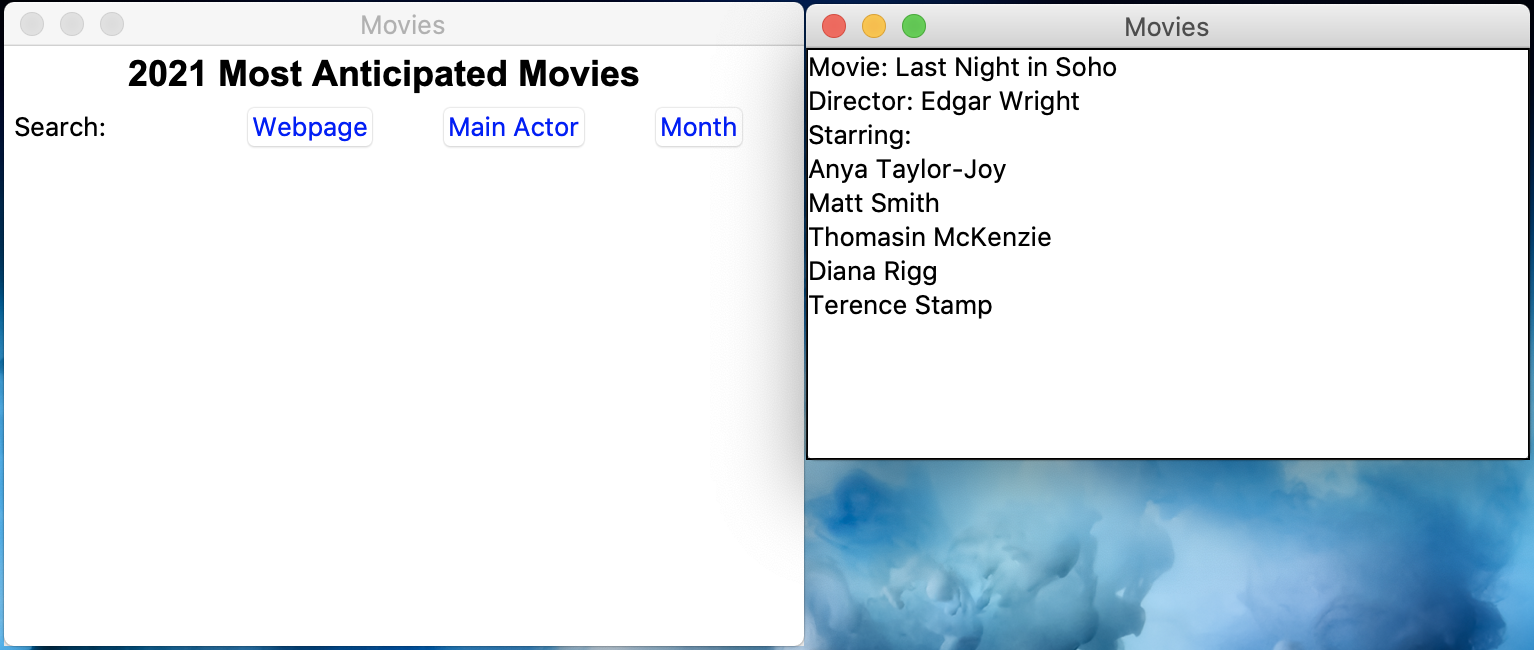 Movies
2021 Most Anticipated Movies
Search: Webpage Main Actor Month
Movies
Movie: Last Night in Soho
Director: Edgar Wright
Starring:
Anya Taylor-Joy
Matt Smith
Thomasin McKenzie
Diana Rigg
Terence Stamp